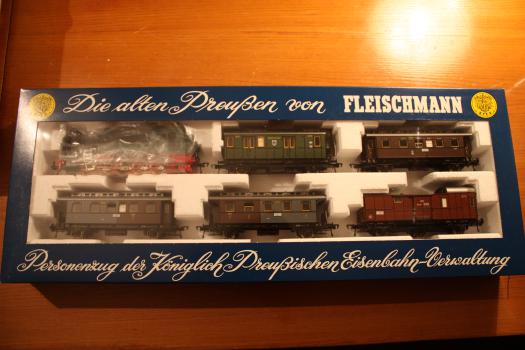 Die alten Preußen von FLEISCHMANN
Personenzug der Königlich Preußischen Eisenbahn-Verwaltung